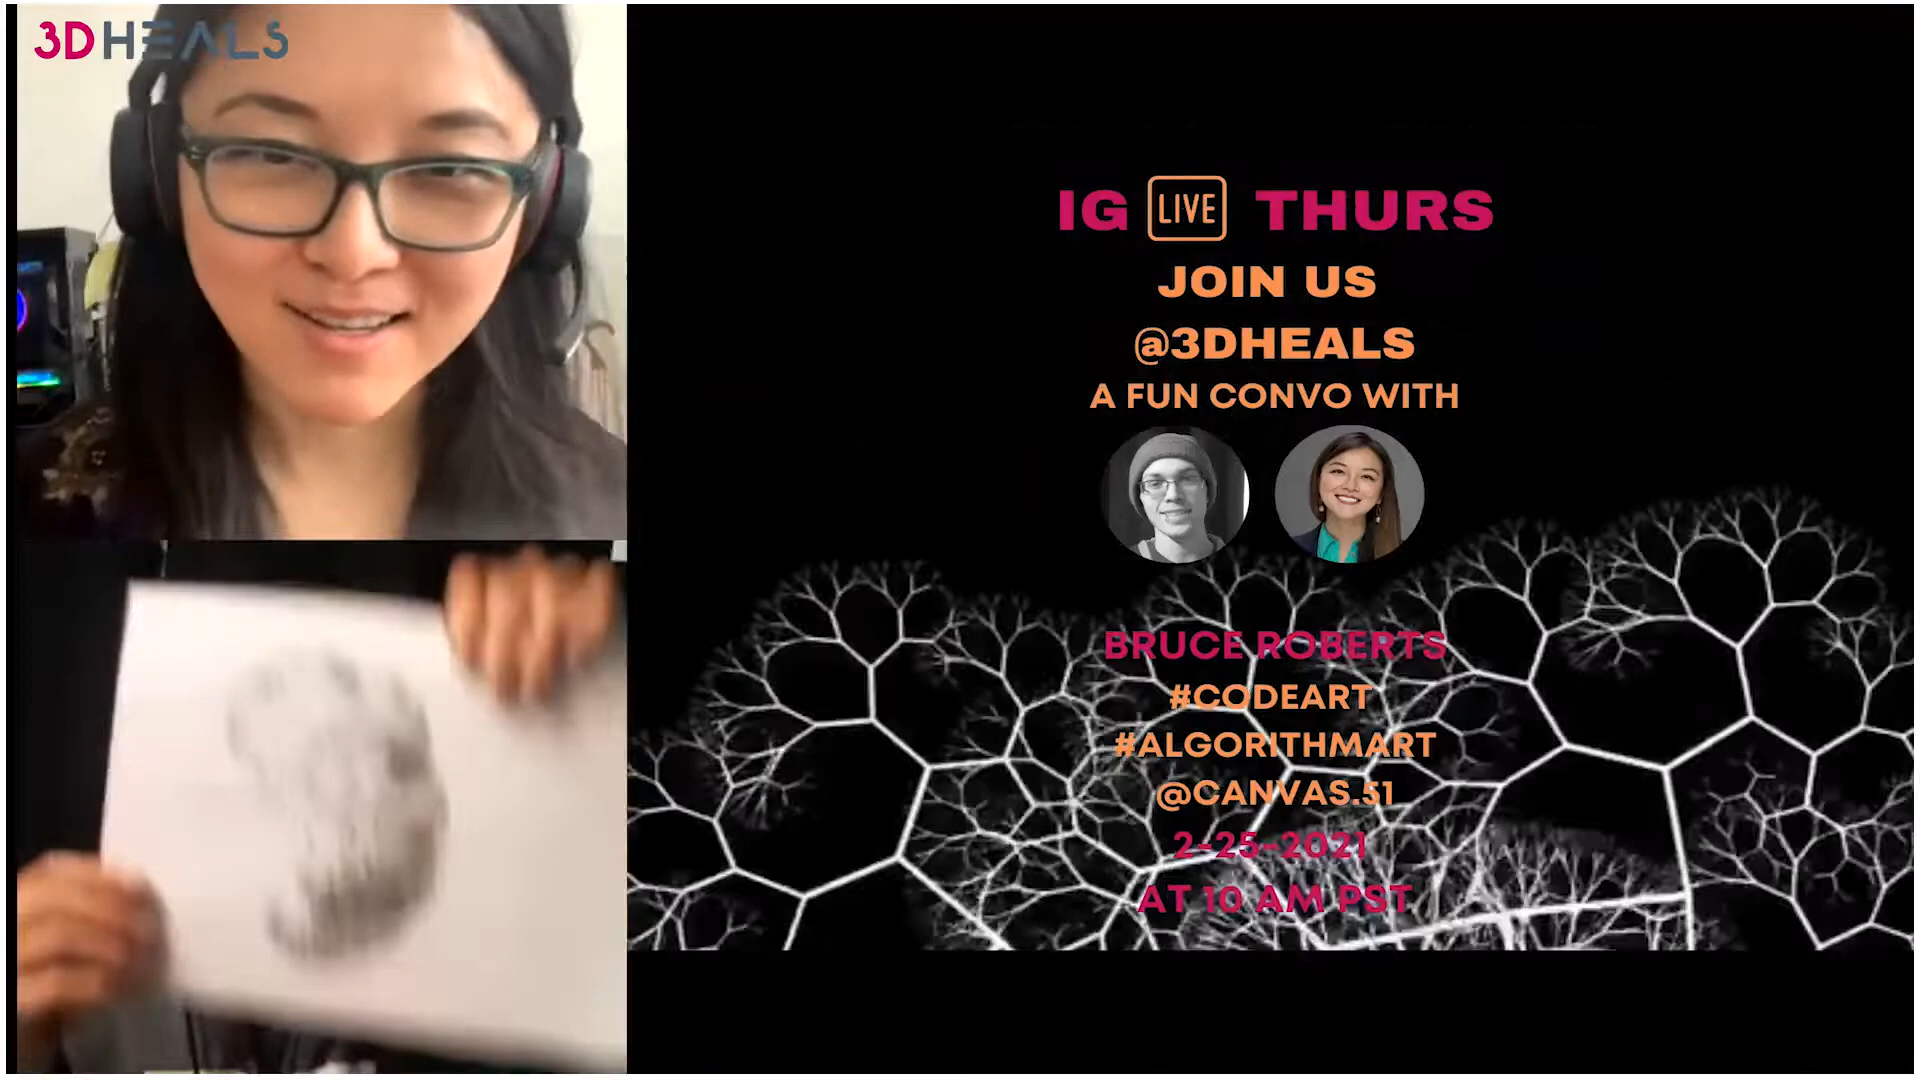 3DHEALS
IG LIVE THURS
JOIN US
@3DHEALS
A FUN CONVO WITH
BRUCE ROBERTS
#CODEART
#ALGORITHMART
@CANVAS.51
2-25-2021
AT 10 AM PST